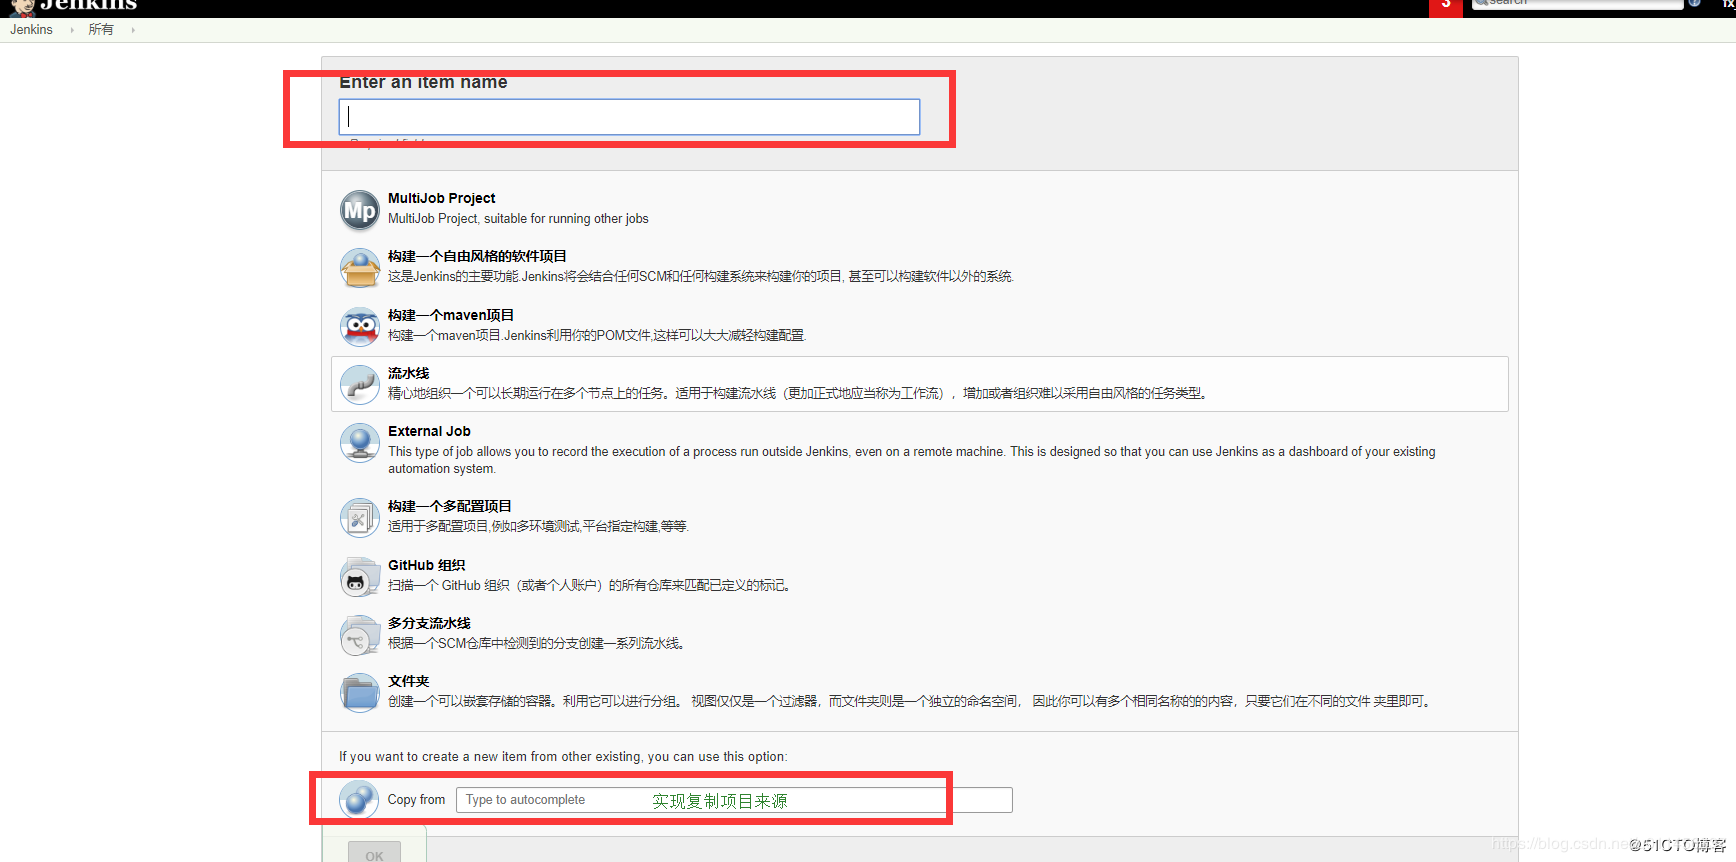 Jenkins
3
search
Jenkins
所有
Enter an item name
MultiJob Project
MultiJob Project, suitable for running other jobs
构建一个自由风格的软件项目
这是Jenkins的主要功能.Jenkins将会结合任何SCM和任何构建系统来构建你的项目, 甚至可以构建软件以外的系统.
构建一个maven项目
构建一个maven项目.Jenkins利用你的POM文件,这样可以大大减轻构建配置.
流水线
精心地组织一个可以长期运行在多个节点上的任务。适用于构建流水线（更加正式地应当称为工作流），增加或者组织难以采用自由风格的任务类型。
External Job
This type of job allows you to record the execution of a process run outside Jenkins, even on a remote machine. This is designed so that you can use Jenkins as a dashboard of your existing
automation system.
构建一个多配置项目
适用于多配置项目,例如多环境测试,平台指定构建,等等.
GitHub 组织
扫描一个 GitHub 组织（或者个人账户）的所有仓库来匹配已定义的标记。
多分支流水线
根据一个SCM仓库中检测到的分支创建一系列流水线。
文件夹
创建一个可以嵌套存储的容器。利用它可以进行分组。 视图仅仅是一个过滤器，而文件夹则是一个独立的命名空间， 因此你可以有多个相同名称的的内容，只要它们在不同的文件 夹里即可。
If you want to create a new item from other existing, you can use this option:
Copy from
Type to autocomplete
实现复制项目来源
OK
https://blog.csdn.ne
@51CTO博客